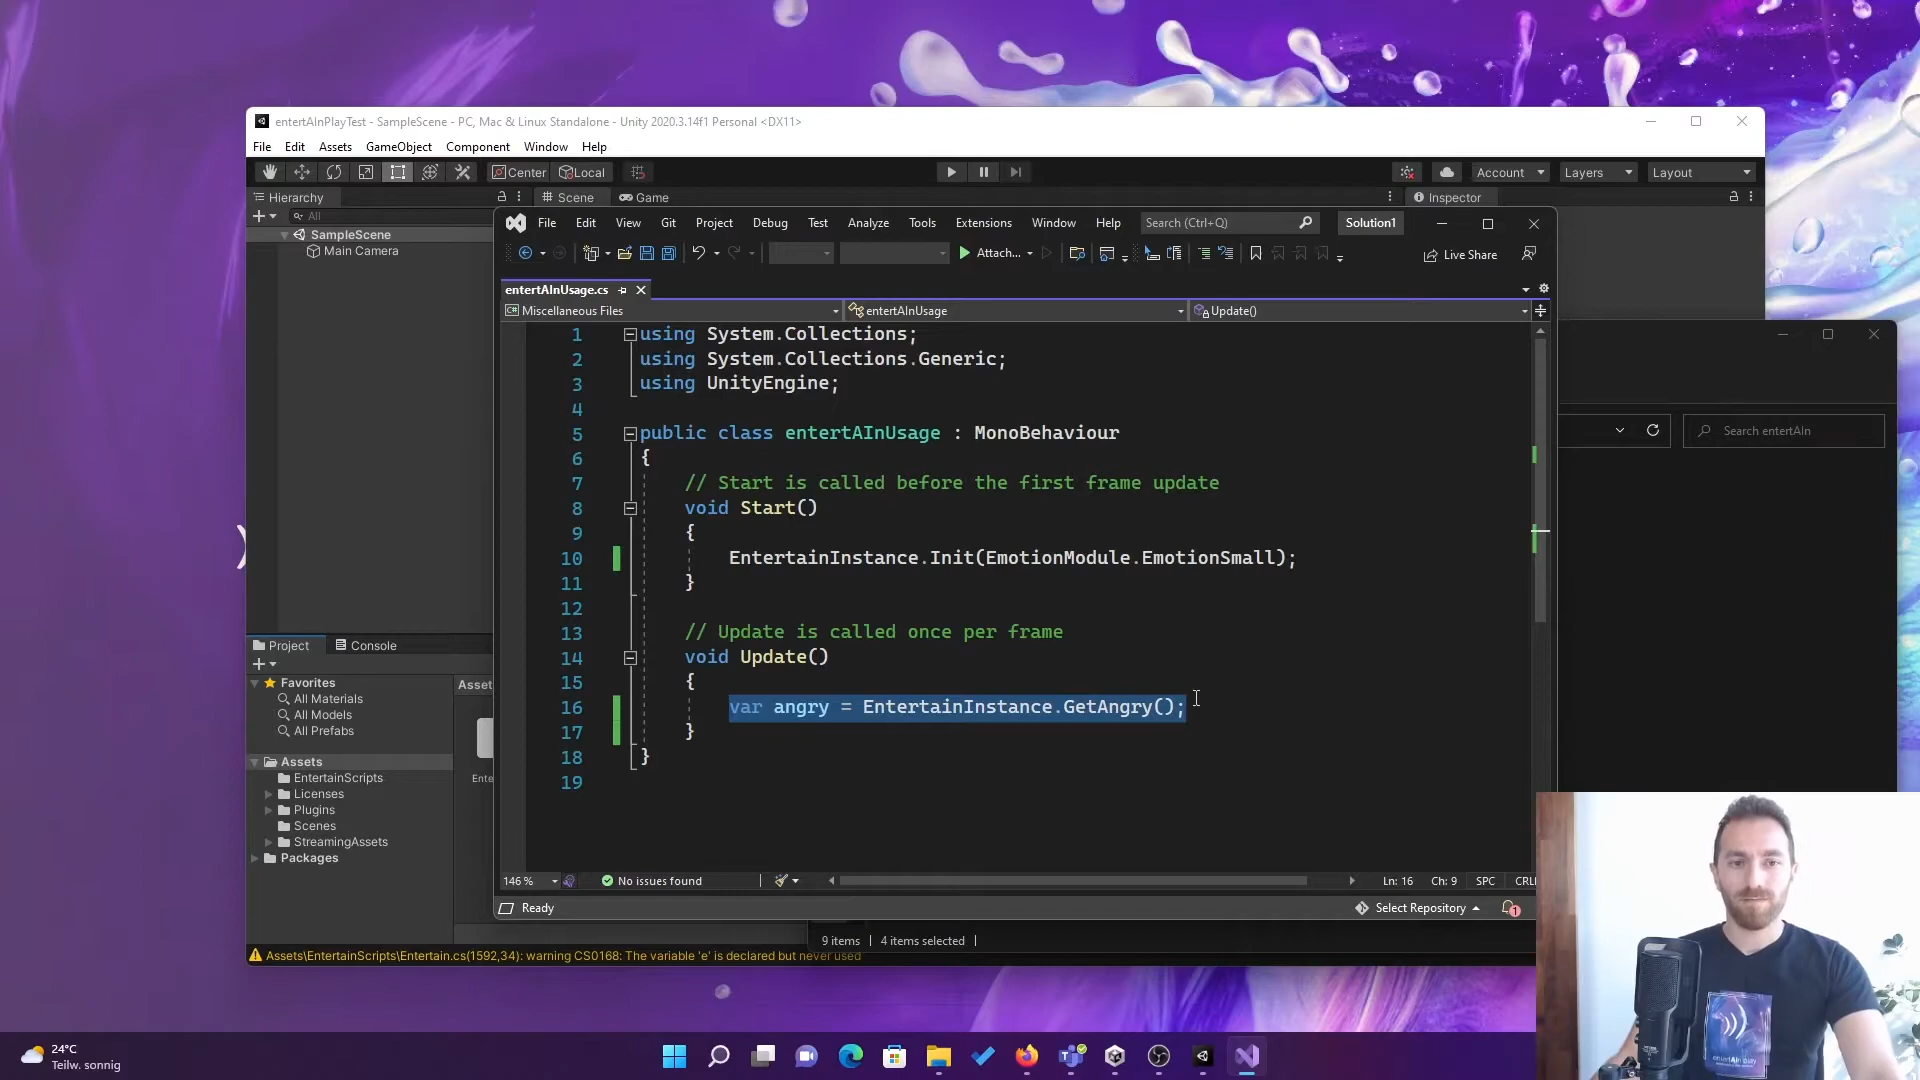 entertAInPlayTest - SampleScene - PC, Mac & Linux Standalone - Unity 2020.3.14f1 Personal <DX11>
File Edit Assets GameObject Component Window Help
Center Local Account Layers Layout
Hierarchy Scene Game Inspector
All
SampleScene
Main Camera
File Edit View Git Project Debug Test Analyze Tools Extensions Window Help Search (Ctrl+Q) Solution1
Attach... Live Share
entertAInUsage.cs
Miscellaneous Files entertAInUsage Update()
1 using System.Collections;
2 using System.Collections.Generic;
3 using UnityEngine;
4
5 public class entertAInUsage : MonoBehaviour
6 {
7 // Start is called before the first frame update
8 void Start()
9 {
10 EntertainInstance.Init(EmotionModule.EmotionSmall);
11 }
12
13 // Update is called once per frame
14 void Update()
15 {
16 var angry = EntertainInstance.GetAngry();
17 }
18 }
19
146 % No issues found Ln: 16 Ch: 9 SPC CRL
Ready Select Repository 1
Search entertAIn
Project Console
Favorites
All Materials
All Models
All Prefabs
Assets
EntertainScripts
Licenses
Plugins
Scenes
StreamingAssets
Packages
Asset
Ente
9 items 4 items selected
Assets\EntertainScripts\Entertain.cs(1592,34): warning CS0168: The variable 'e' is declared but never used
entertAIn play
24°C
Teilw. sonnig